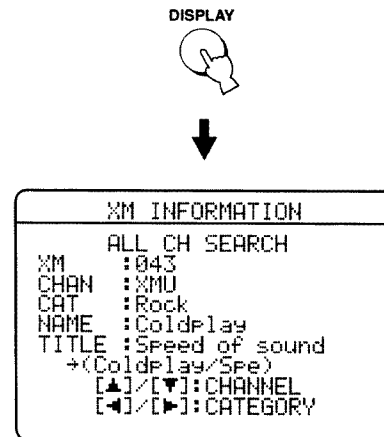 DISPLAY
XM INFORMATION
ALL CH SEARCH
XM :043
CHAN :XMU
CAT :Rock
NAME :Coldplay
TITLE :Speed of sound
→(Coldplay/Spe)
[▲]/[▼]:CHANNEL
[◀]/[▶]:CATEGORY